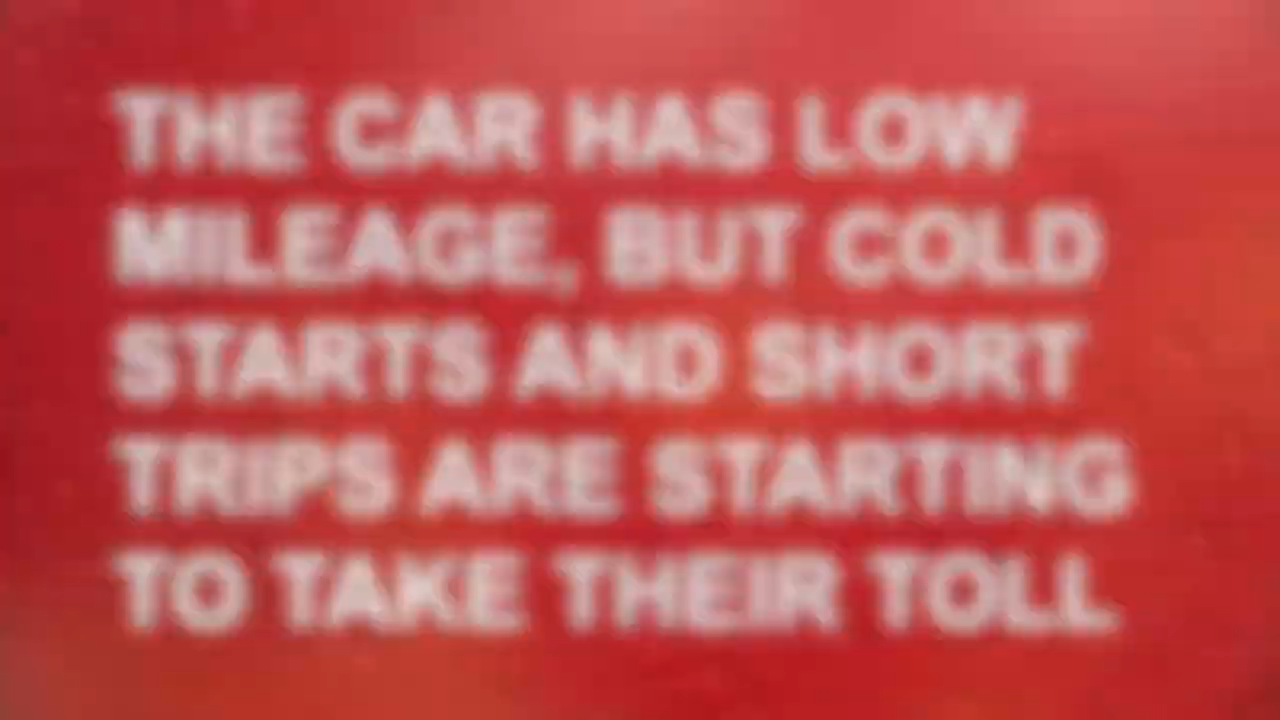 THE CAR HAS LOW
MILEAGE, BUT COLD
STARTS AND SHORT
TRIPS ARE STARTING
TO TAKE THEIR TOLL.